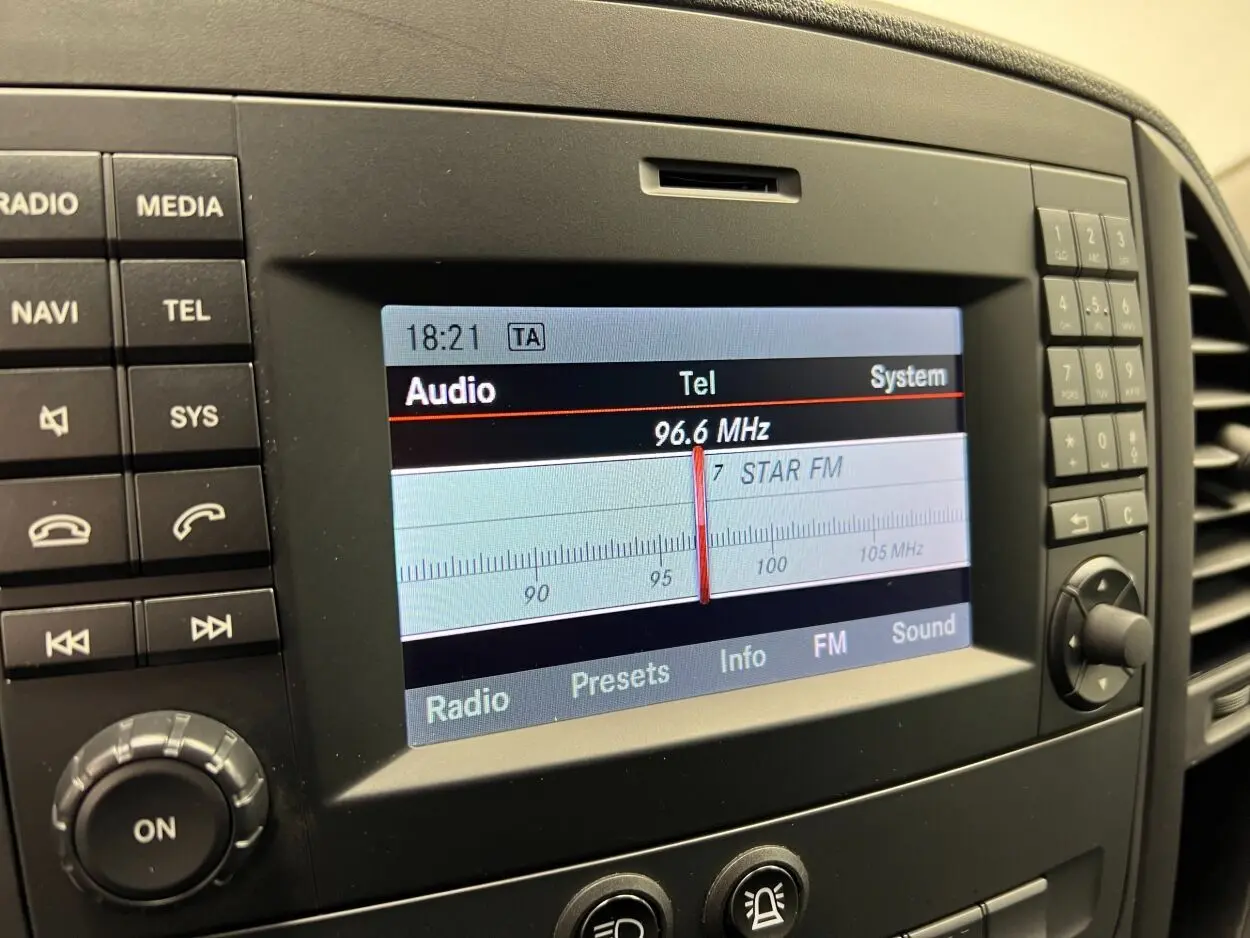 RADIO MEDIA
NAVI TEL
SYS
ON
18:21 TA
Audio Tel System
96.6 MHz
7 STAR FM
90 95 100 105 MHz
Radio Presets Info FM Sound
1 2 3
4 5 6
7 8 9
* 0 #
C